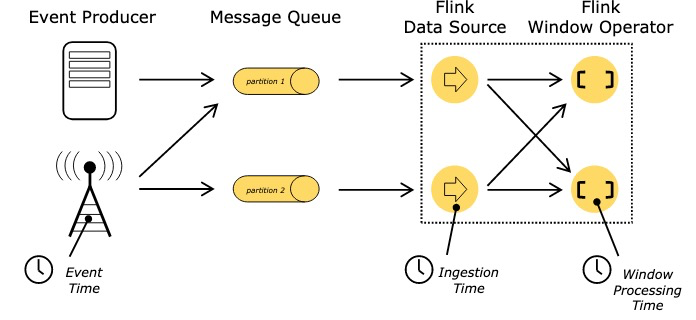 Event Producer
Message Queue
Flink
Data Source
Flink
Window Operator
partition 1
partition 2
Event
Time
Ingestion
Time
Window
Processing
Time